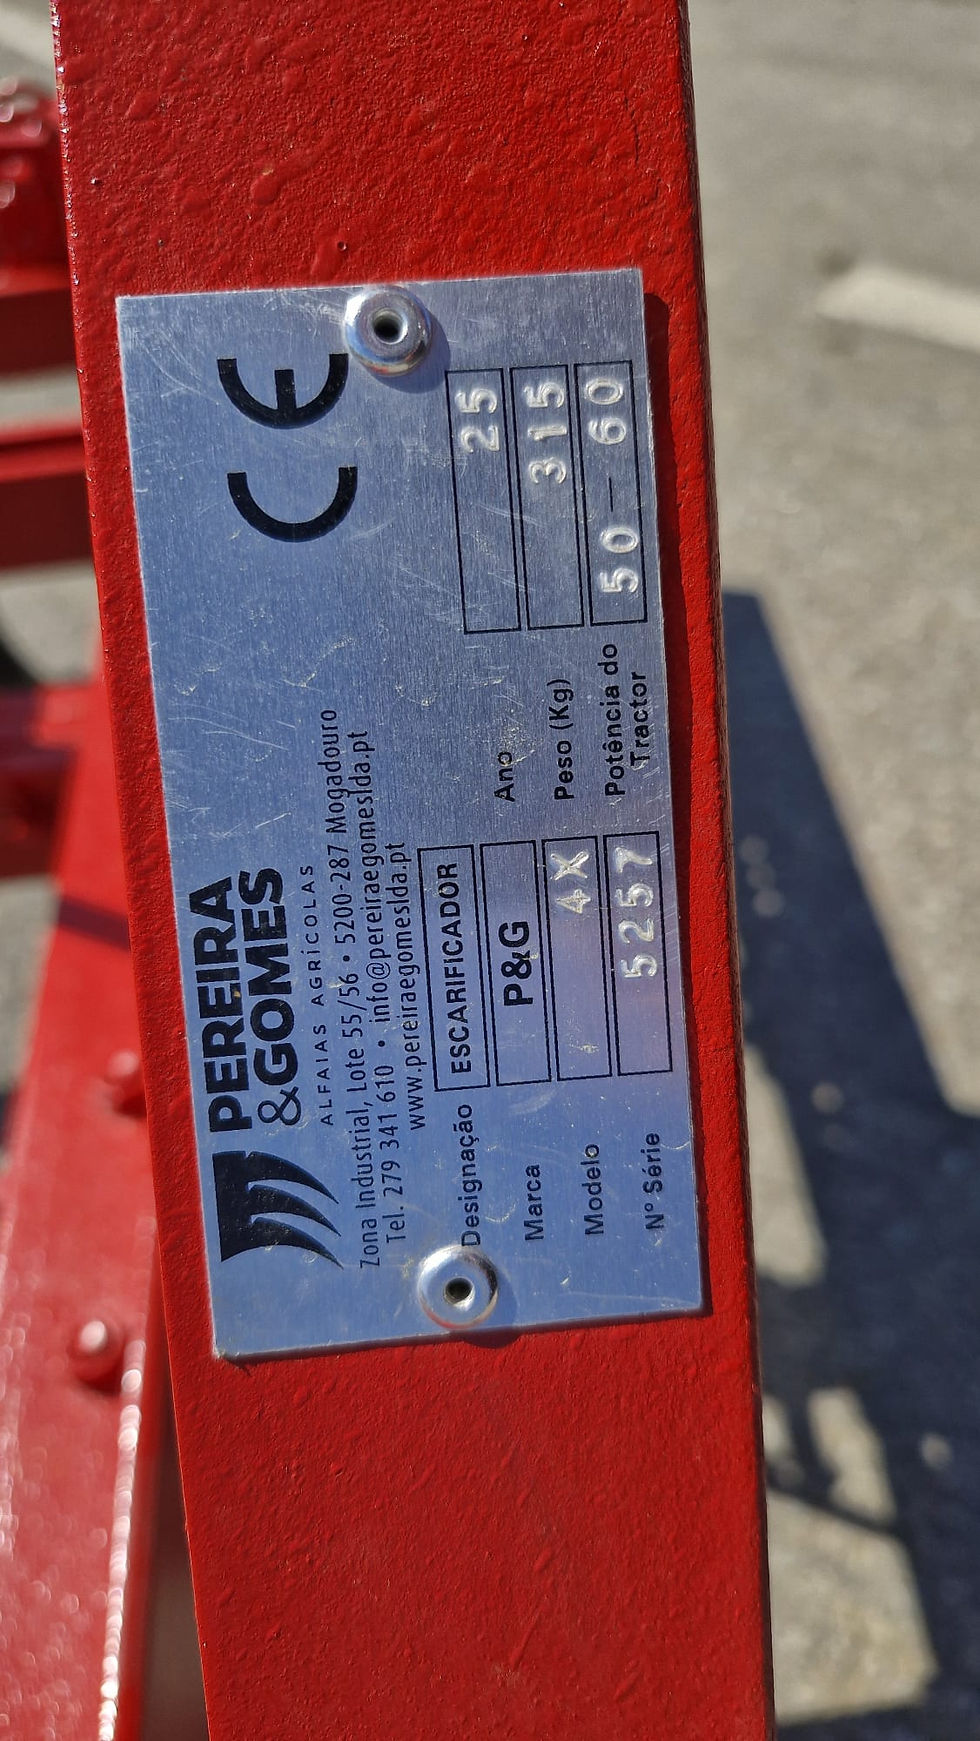 PEREIRA
&GOMES
ALFAIAS AGRÍCOLAS
CE
Zona Industrial, Lote 55/56 • 5200-287 Mogadouro
Tel. 279 341 610 • info@pereiraegomeslda.pt
www.pereiraegomeslda.pt
Designação ESCARIFICADOR
Marca P&G
Modelo 4X
Nº Série 5257
Ano 25
Peso (Kg) 315
Potência do
Tractor 50-60